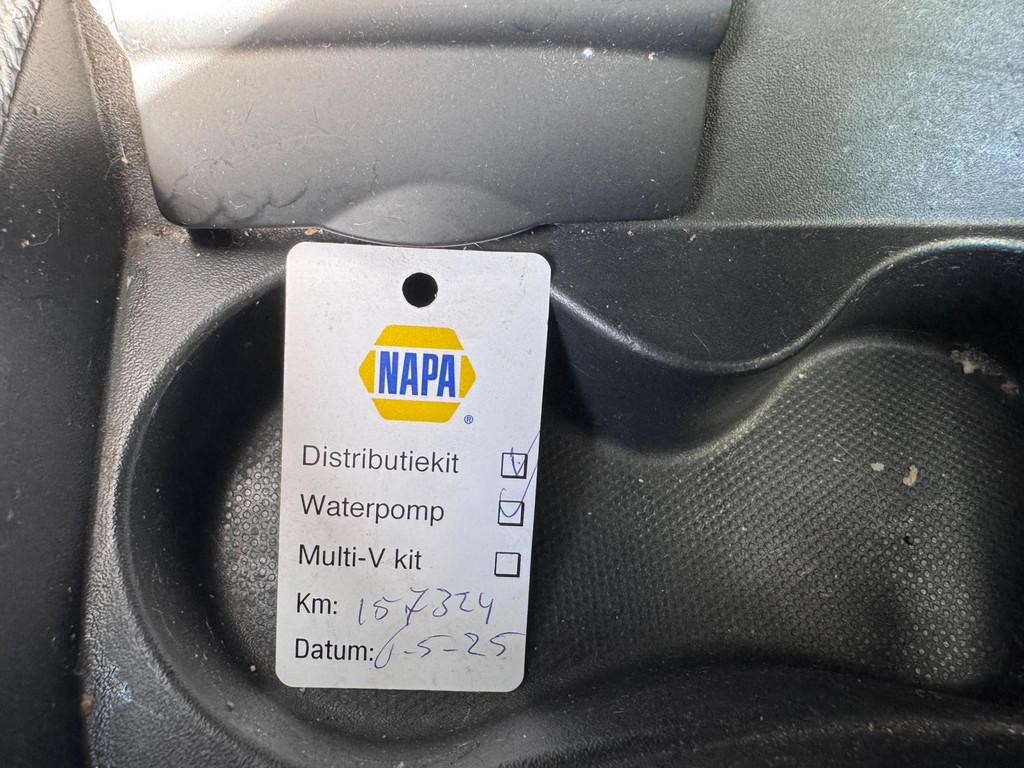 NAPA
®
Distributiekit
Waterpomp
Multi-V kit
Km: 157324
Datum: 6-5-25